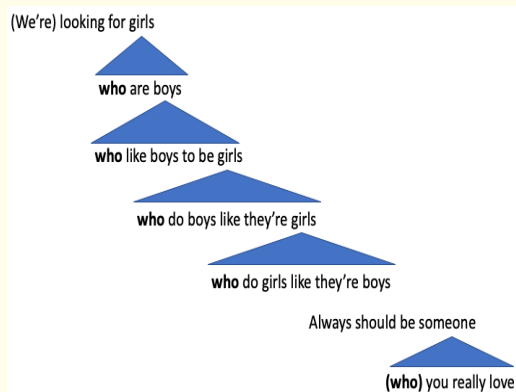 (We're) looking for girls
who are boys
who like boys to be girls
who do boys like they're girls
who do girls like they're boys
Always should be someone
(who) you really love